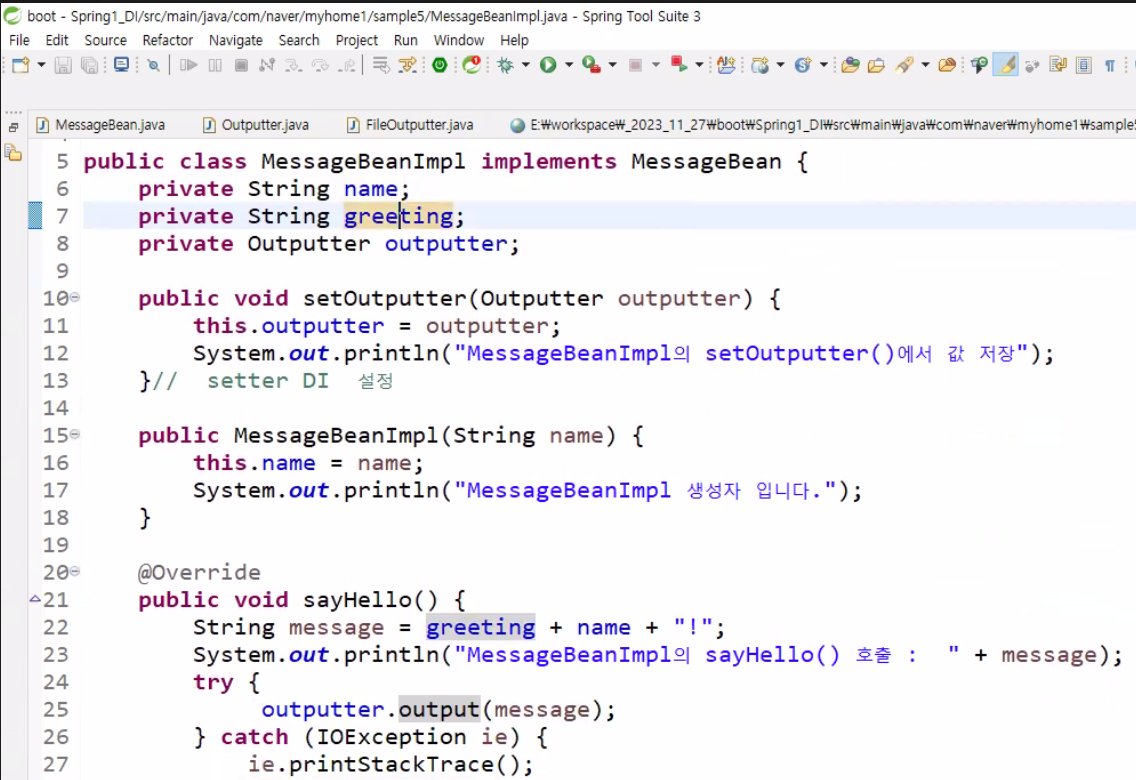 boot - Spring1_DI/src/main/java/com/naver/myhome1/sample5/MessageBeanImpl.java - Spring Tool Suite 3
File Edit Source Refactor Navigate Search Project Run Window Help
MessageBean.java Outputter.java FileOutputter.java E:₩workspace₩_2023_11_27₩boot₩Spring1_DI₩src₩main₩java₩com₩naver₩myhome1₩sample5
5 public class MessageBeanImpl implements MessageBean {
6 private String name;
7 private String greeting;
8 private Outputter outputter;
9
10 public void setOutputter(Outputter outputter) {
11 this.outputter = outputter;
12 System.out.println("MessageBeanImpl의 setOutputter()에서 값 저장");
13 }// setter DI 설정
14
15 public MessageBeanImpl(String name) {
16 this.name = name;
17 System.out.println("MessageBeanImpl 생성자 입니다.");
18 }
19
20 @Override
21 public void sayHello() {
22 String message = greeting + name + "!";
23 System.out.println("MessageBeanImpl의 sayHello() 호출 :  " + message);
24 try {
25 outputter.output(message);
26 } catch (IOException ie) {
27 ie.printStackTrace();